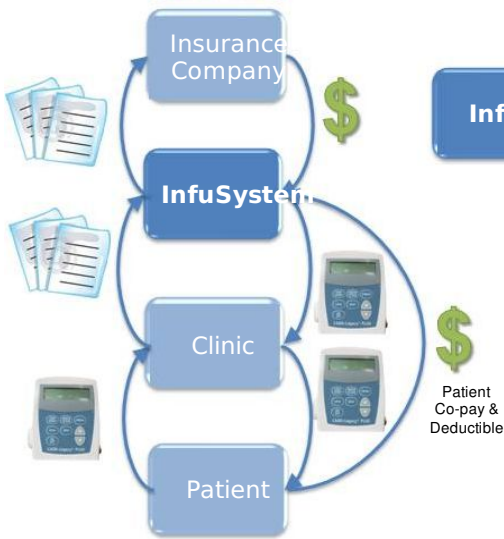 Insurance
Company
Inf
InfuSystem
Clinic
Patient
Co-pay &
Deductible
Patient